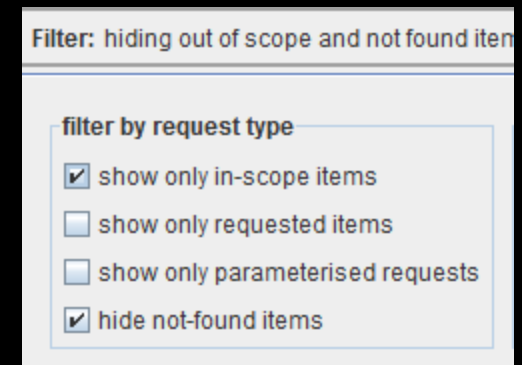 Filter: hiding out of scope and not found item
filter by request type
show only in-scope items
show only requested items
show only parameterised requests
hide not-found items